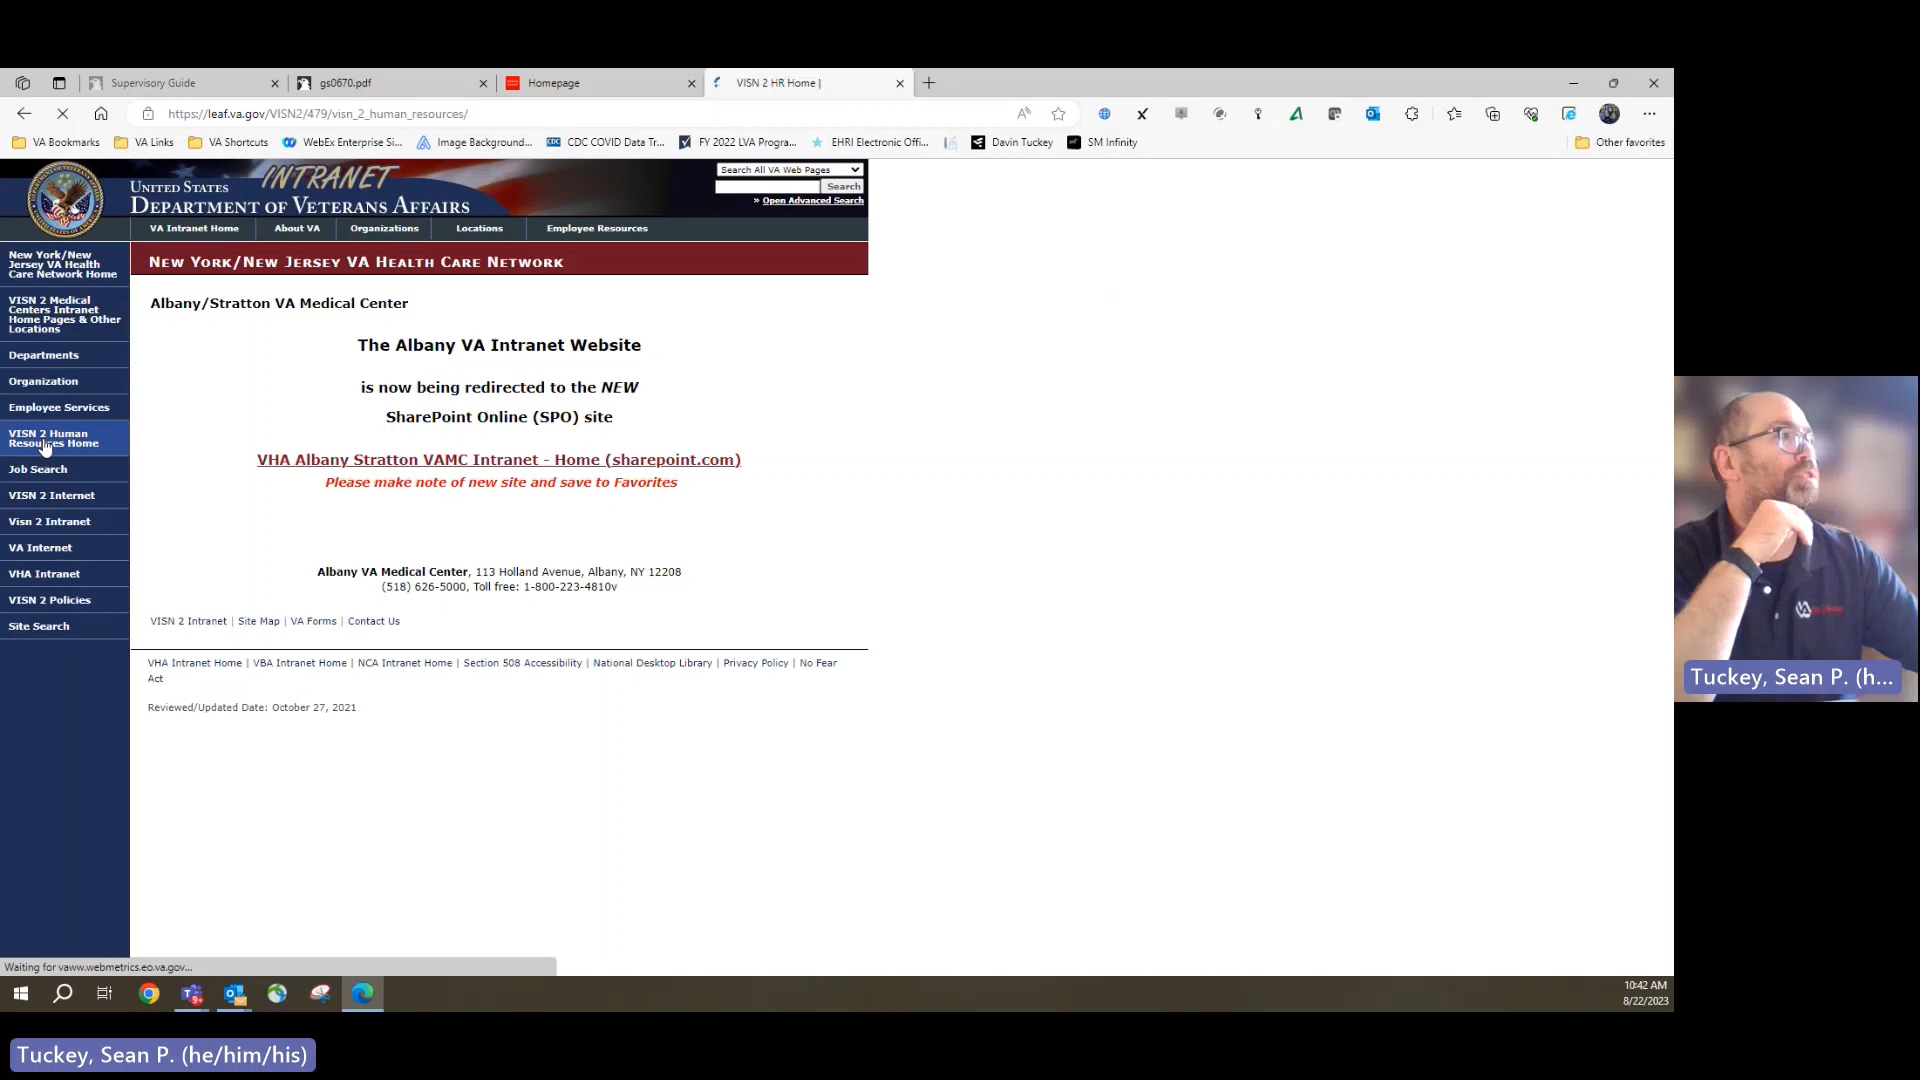 Supervisory Guide
gs0670.pdf
Homepage
VISN 2 HR Home |
https://leaf.va.gov/VISN2/479/visn_2_human_resources/
VA Bookmarks
VA Links
VA Shortcuts
WebEx Enterprise Si...
Image Background...
CDC COVID Data Tr...
FY 2022 LVA Progra...
EHRI Electronic Offi...
Davin Tuckey
SM Infinity
Other favorites
INTRANET
UNITED STATES
DEPARTMENT OF VETERANS AFFAIRS
Search All VA Web Pages
Search
» Open Advanced Search
VA Intranet Home
About VA
Organizations
Locations
Employee Resources
New York/New
Jersey VA Health
Care Network Home
VISN 2 Medical
Centers Intranet
Home Pages & Other
Locations
Departments
Organization
Employee Services
VISN 2 Human
Resources Home
Job Search
VISN 2 Internet
Visn 2 Intranet
VA Internet
VHA Intranet
VISN 2 Policies
Site Search
NEW YORK/NEW JERSEY VA HEALTH CARE NETWORK
Albany/Stratton VA Medical Center
The Albany VA Intranet Website
is now being redirected to the NEW
SharePoint Online (SPO) site
VHA Albany Stratton VAMC Intranet - Home (sharepoint.com)
Please make note of new site and save to Favorites
Albany VA Medical Center, 113 Holland Avenue, Albany, NY 12208
(518) 626-5000, Toll free: 1-800-223-4810v
VISN 2 Intranet | Site Map | VA Forms | Contact Us
VHA Intranet Home | VBA Intranet Home | NCA Intranet Home | Section 508 Accessibility | National Desktop Library | Privacy Policy | No Fear
Act
Reviewed/Updated Date: October 27, 2021
Waiting for vaww.webmetrics.eo.va.gov...
10:42 AM
8/22/2023
Tuckey, Sean P. (h...
Tuckey, Sean P. (he/him/his)